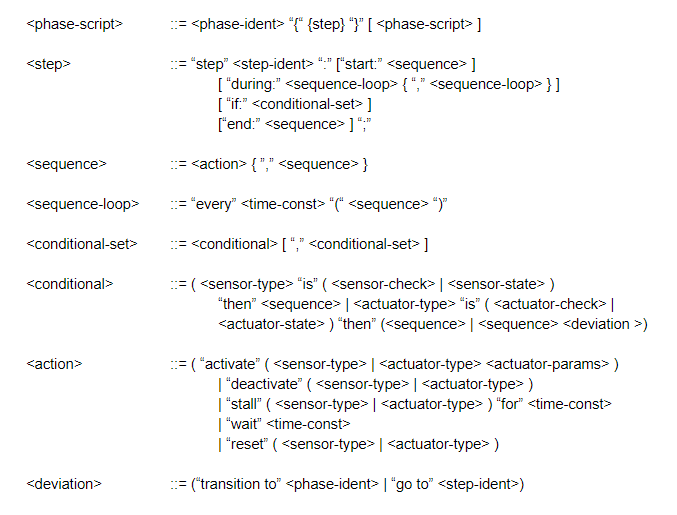 <phase-script> ::= <phase-ident> “{“ {step} “}” [ <phase-script> ]
<step> ::= “step” <step-ident> “:” [“start:” <sequence> ]
[ “during:” <sequence-loop> { “,” <sequence-loop> } ]
[ “if:” <conditional-set> ]
[“end:” <sequence> ] “;”
<sequence> ::= <action> { ”,” <sequence> }
<sequence-loop> ::= “every” <time-const> “(“ <sequence> “)”
<conditional-set> ::= <conditional> [ “,” <conditional-set> ]
<conditional> ::= ( <sensor-type> “is” ( <sensor-check> | <sensor-state> )
“then” <sequence> | <actuator-type> “is” ( <actuator-check> |
<actuator-state> ) “then” (<sequence> | <sequence> <deviation >)
<action> ::= ( “activate” ( <sensor-type> | <actuator-type> <actuator-params> )
| “deactivate” ( <sensor-type> | <actuator-type> )
| “stall” ( <sensor-type> | <actuator-type> ) “for” <time-const>
| “wait” <time-const>
| “reset” ( <sensor-type> | <actuator-type> )
<deviation> ::= (“transition to” <phase-ident> | “go to” <step-ident>)